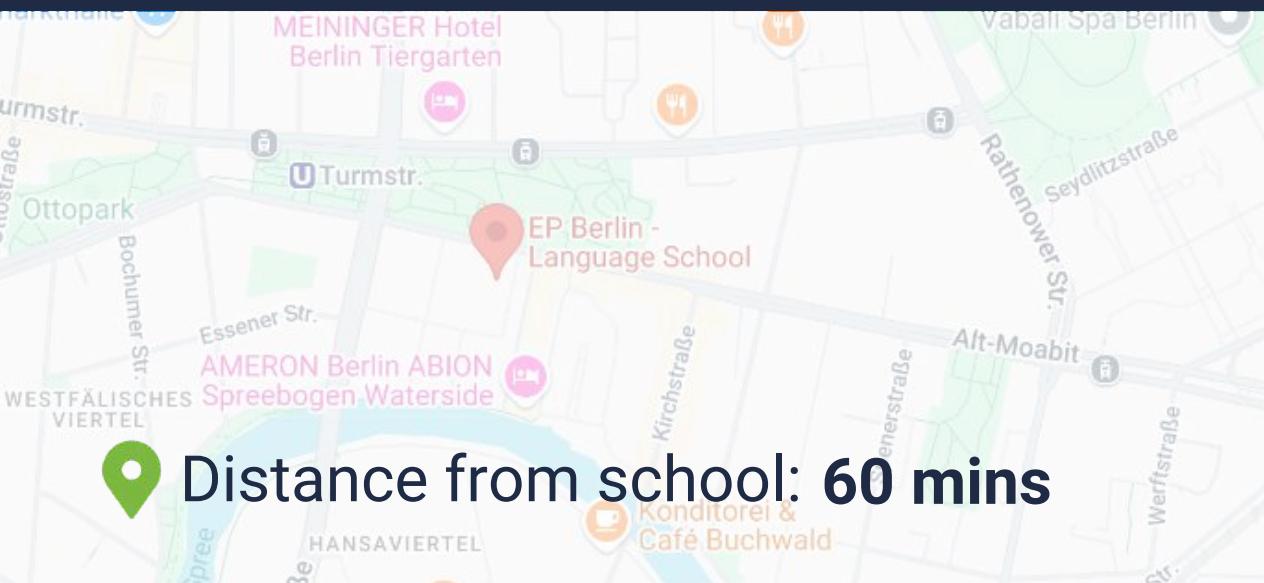 Vabali Spa Berlin
MEININGER Hotel
Berlin Tiergarten
urmstr.
Turmstr.
Rathenower Str.
Seydlitzstraße
Ottopark
EP Berlin -
Language School
Bochumer Str.
Essener Str.
Alt-Moabit
AMERON Berlin ABION
Spreebogen Waterside
Kirchstraße
WESTFÄLISCHES
VIERTEL
Werftstraße
Distance from school: 60 mins
Konditorei &
Café Buchwald
HANSAVIERTEL
Spree